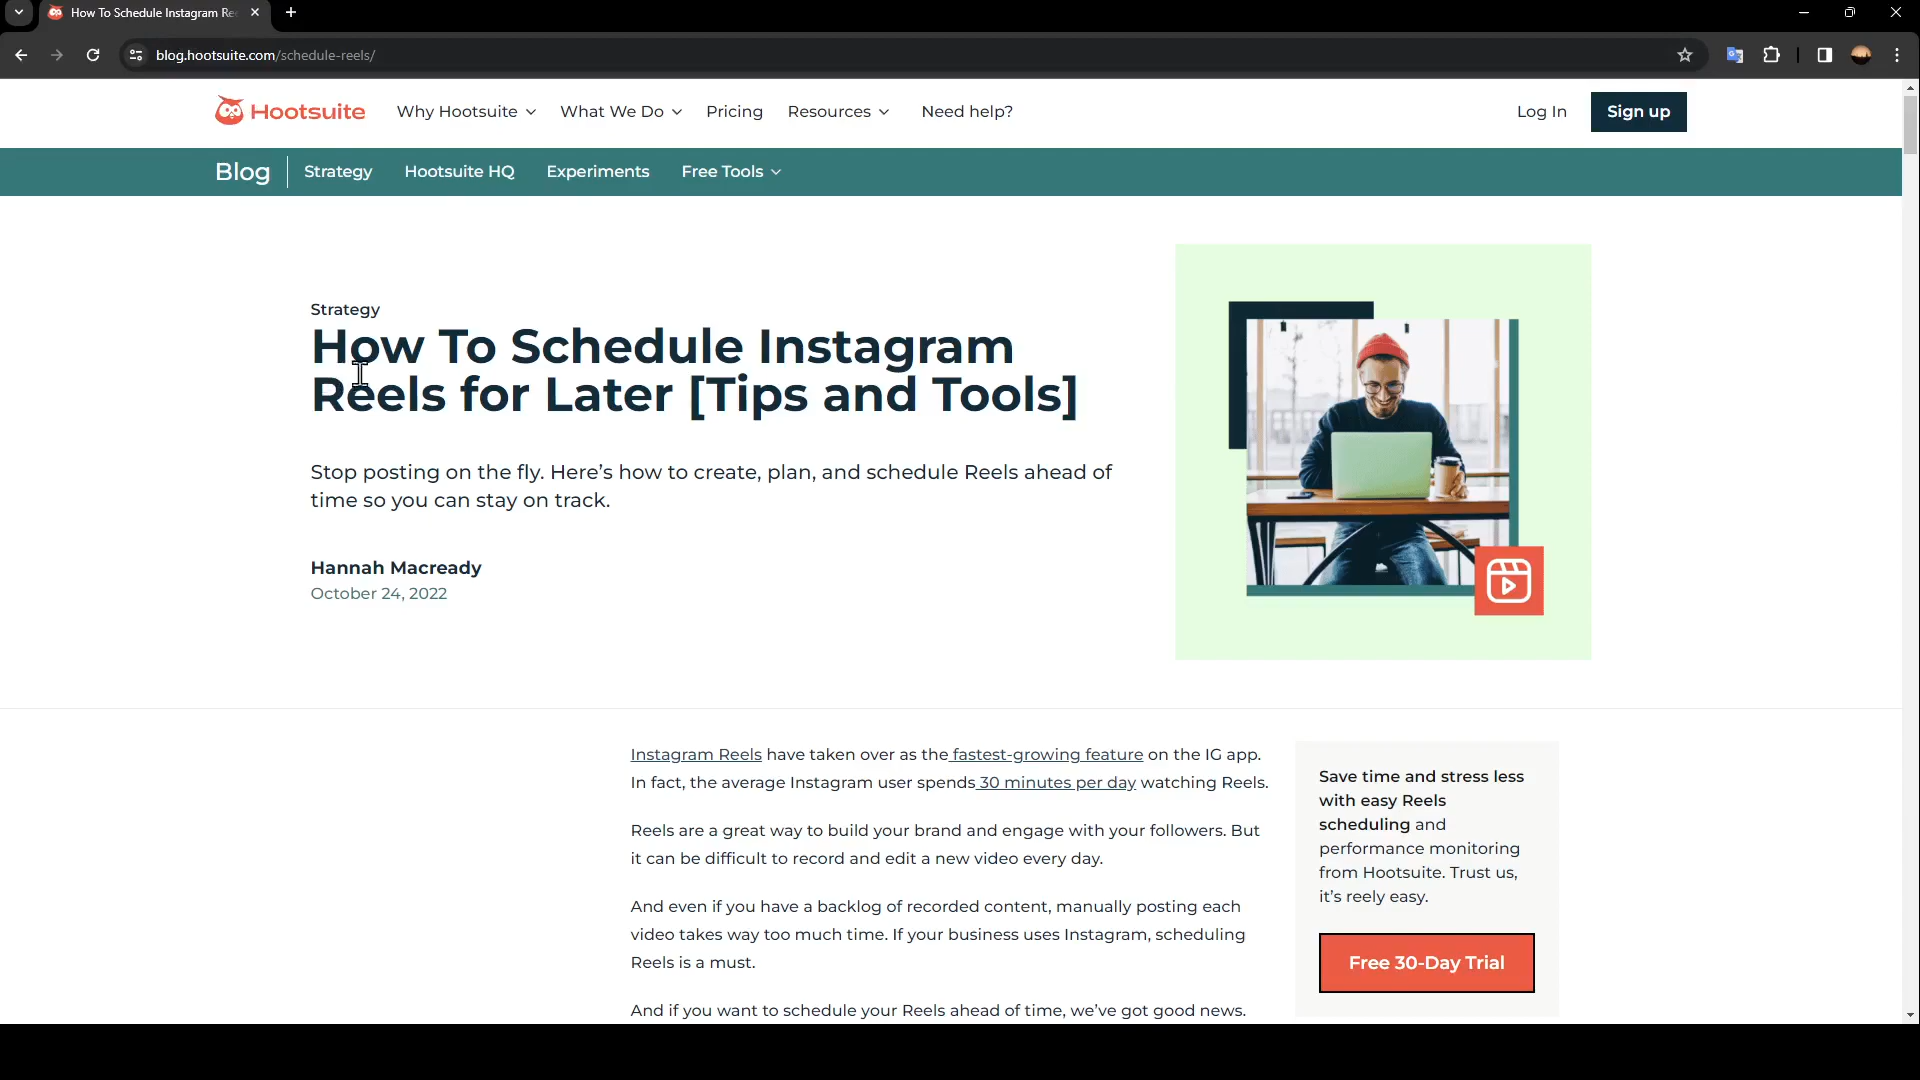 How To Schedule Instagram Re
blog.hootsuite.com/schedule-reels/
Hootsuite
Why Hootsuite
What We Do
Pricing
Resources
Need help?
Log In
Sign up
Blog
Strategy
Hootsuite HQ
Experiments
Free Tools
Strategy
How To Schedule Instagram
Reels for Later [Tips and Tools]
Stop posting on the fly. Here’s how to create, plan, and schedule Reels ahead of
time so you can stay on track.
Hannah Macready
October 24, 2022
Instagram Reels have taken over as the fastest-growing feature on the IG app.
In fact, the average Instagram user spends 30 minutes per day watching Reels.
Reels are a great way to build your brand and engage with your followers. But
it can be difficult to record and edit a new video every day.
And even if you have a backlog of recorded content, manually posting each
video takes way too much time. If your business uses Instagram, scheduling
Reels is a must.
And if you want to schedule your Reels ahead of time, we’ve got good news.
Save time and stress less
with easy Reels
scheduling and
performance monitoring
from Hootsuite. Trust us,
it’s reely easy.
Free 30-Day Trial